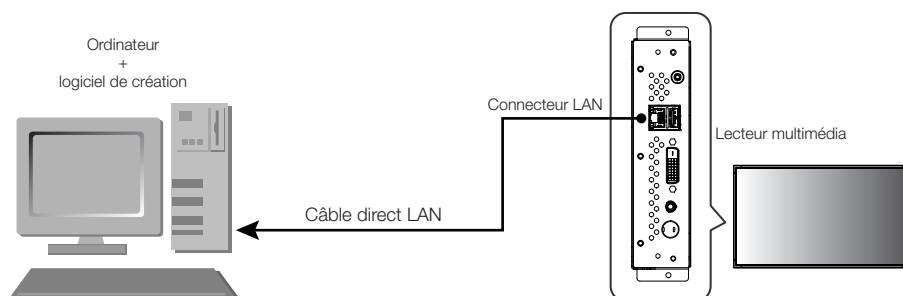 Ordinateur
+
logiciel de création
Connecteur LAN
Lecteur multimédia
Câble direct LAN